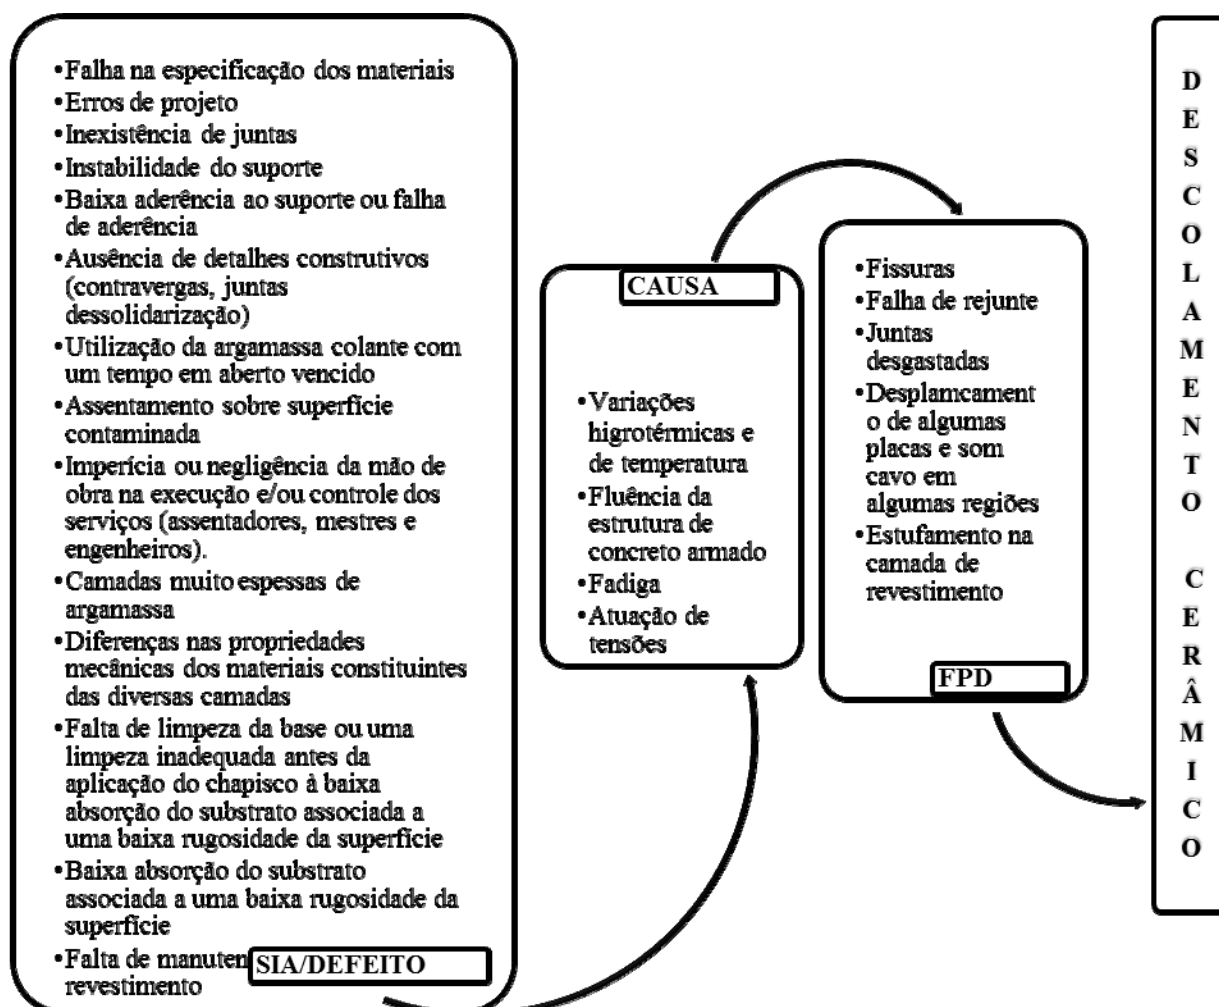 •Falha na especificação dos materiais
•Erros de projeto
•Inexistência de juntas
•Instabilidade do suporte
•Baixa aderência ao suporte ou falha
de aderência
•Ausência de detalhes construtivos
(contravergas, juntas
dessolidarização)
•Utilização da argamassa colante com
um tempo em aberto vencido
•Assentamento sobre superfície
contaminada
•Imperícia ou negligência da mão de
obra na execução e/ou controle dos
serviços (assentadores, mestres e
engenheiros).
•Camadas muito espessas de
argamassa
•Diferenças nas propriedades
mecânicas dos materiais constituintes
das diversas camadas
•Falta de limpeza da base ou uma
limpeza inadequada antes da
aplicação do chapisco à baixa
absorção do substrato associada a
uma baixa rugosidade da superfície
•Baixa absorção do substrato
associada a uma baixa rugosidade da
superfície
•Falta de manuten
revestimento
SIA/DEFEITO
CAUSA
•Variações
higrotérmicas e
de temperatura
•Fluência da
estrutura de
concreto armado
•Fadiga
•Atuação de
tensões
•Fissuras
•Falha de rejunte
•Juntas
desgastadas
•Desplamcament
o de algumas
placas e som
cavo em
algumas regiões
•Estufamento na
camada de
revestimento
FPD
DESCOLAMENTO CERÂMICO